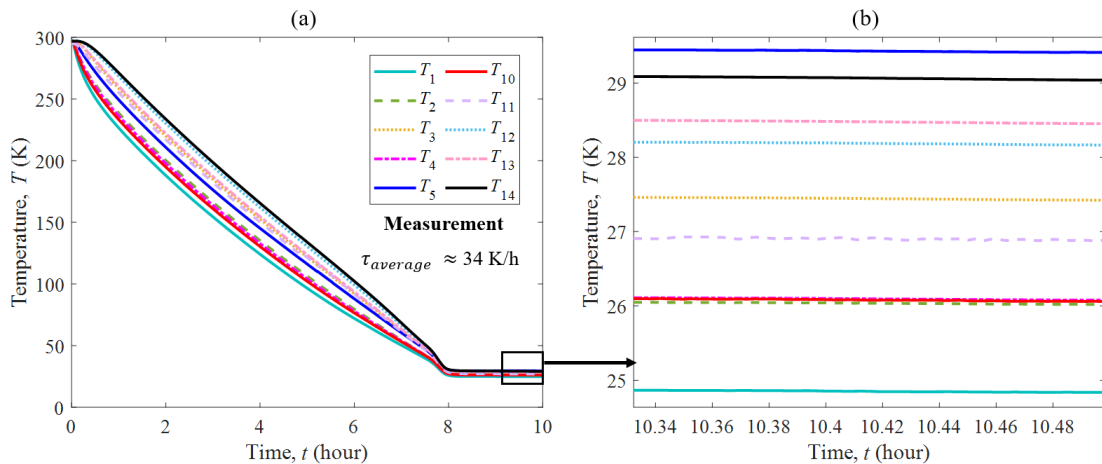 (a)
300
250
200
150
100
50
0
Temperature, T (K)
0 2 4 6 8 10
Time, t (hour)
T1 T10
T2 T11
T3 T12
T4 T13
T5 T14
Measurement
τaverage ≈ 34 K/h
(b)
29
28
27
26
25
Temperature, T (K)
10.34 10.36 10.38 10.4 10.42 10.44 10.46 10.48
Time, t (hour)